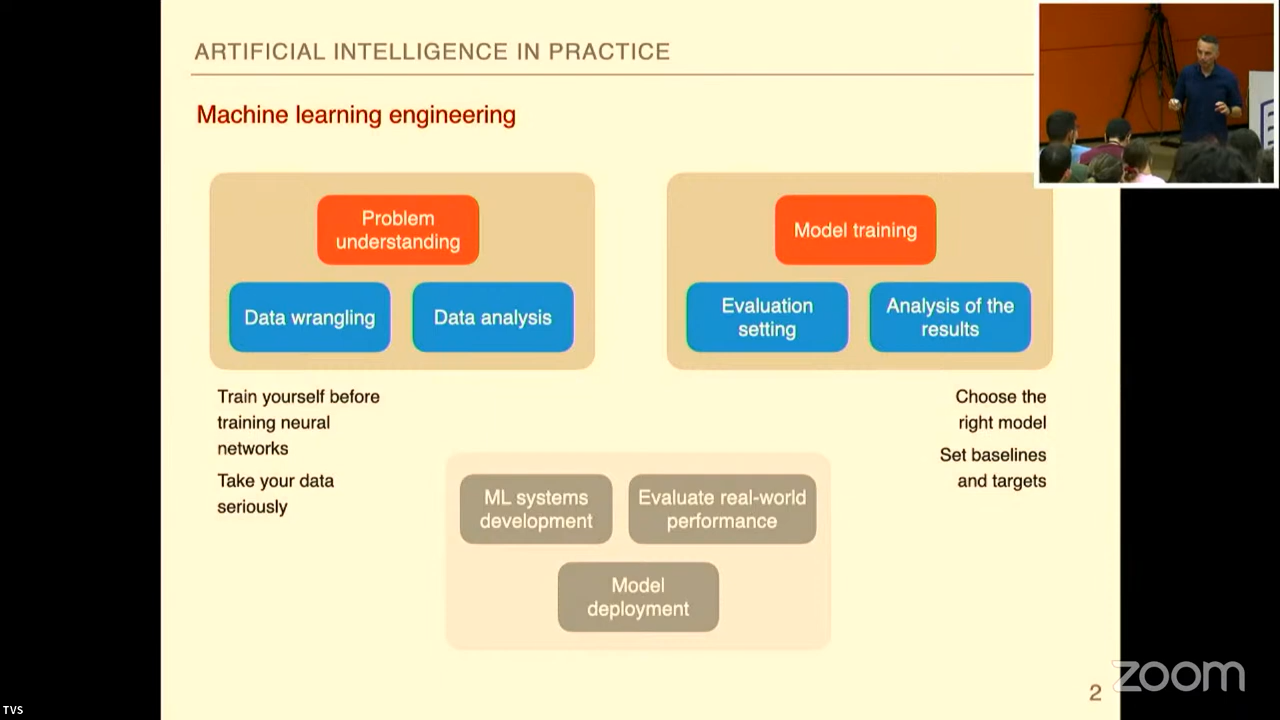 ARTIFICIAL INTELLIGENCE IN PRACTICE
Machine learning engineering
Problem
understanding
Data wrangling
Data analysis
Model training
Evaluation
setting
Analysis of the
results
Train yourself before
training neural
networks
Take your data
seriously
Choose the
right model
Set baselines
and targets
ML systems
development
Evaluate real-world
performance
Model
deployment
2
zoom
TVS